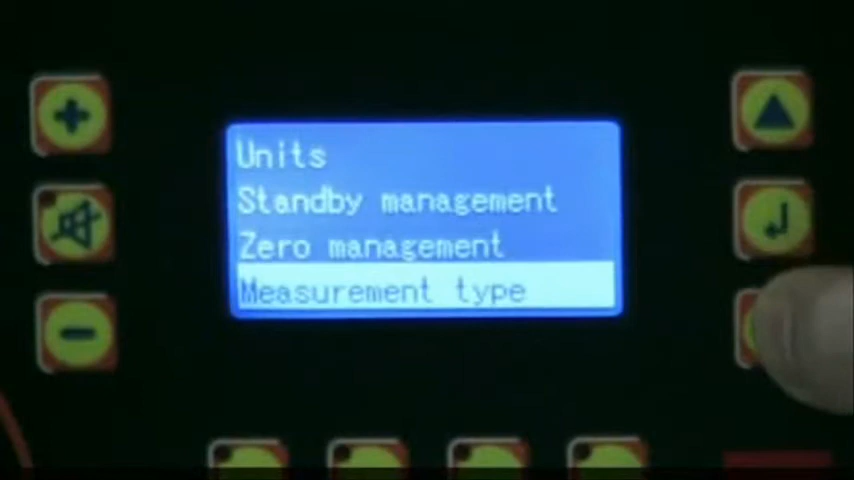 Units
Standby management
Zero management
Measurement type